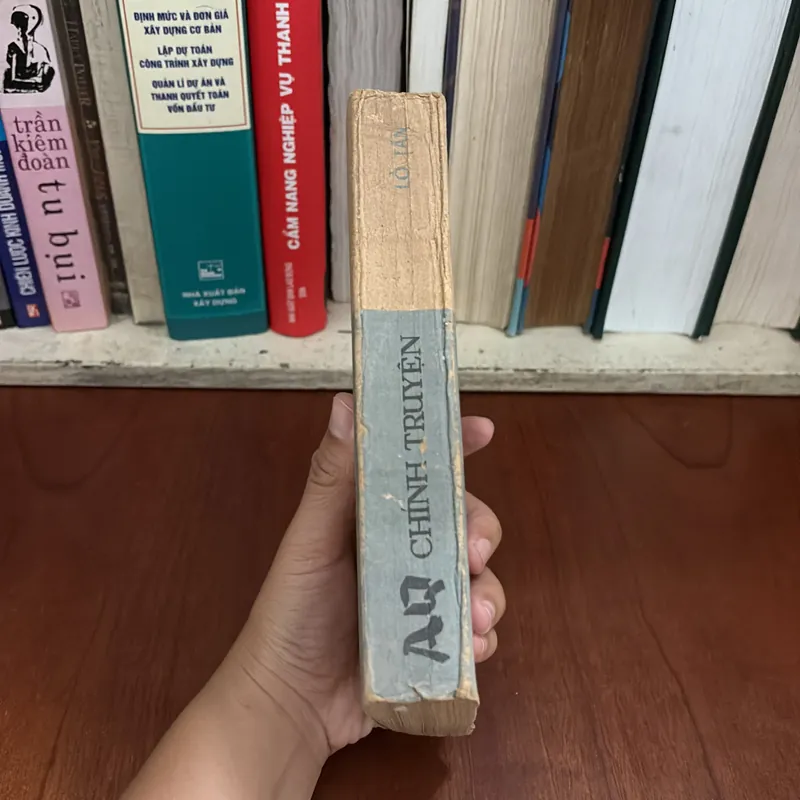 LỖ TẤN
AQ CHÍNH TRUYỆN
trần
kiêm
đoàn
tu bụi
CHIẾN LƯỢC KINH DOANH
ĐỊNH MỨC VÀ ĐƠN GIÁ
XÂY DỰNG CƠ BẢN
LẬP DỰ TOÁN
CÔNG TRÌNH XÂY DỰNG
QUẢN LÍ DỰ ÁN VÀ
THANH QUYẾT TOÁN
VỐN ĐẦU TƯ
NHÀ XUẤT BẢN
XÂY DỰNG
CẨM NANG NGHIỆP VỤ THANH